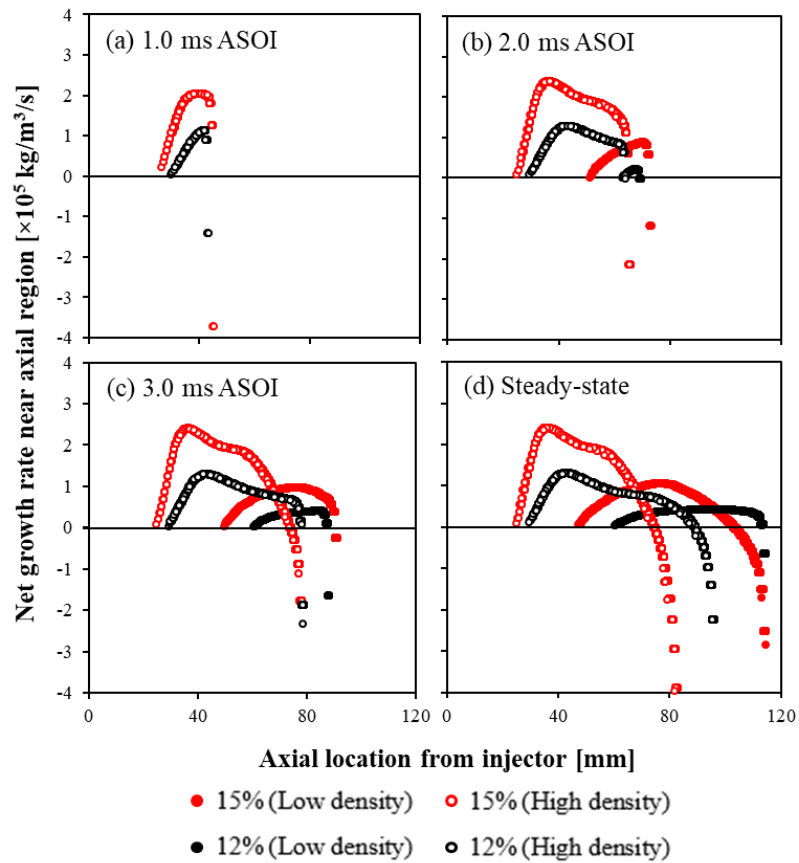 Net growth rate near axial region [×10⁵ kg/m³/s]
(a) 1.0 ms ASOI
4
3
2
1
0
-1
-2
-3
-4
(b) 2.0 ms ASOI
(c) 3.0 ms ASOI
4
3
2
1
0
-1
-2
-3
-4
0 40 80 120
(d) Steady-state
0 40 80 120
Axial location from injector [mm]
15% (Low density) 15% (High density)
12% (Low density) 12% (High density)